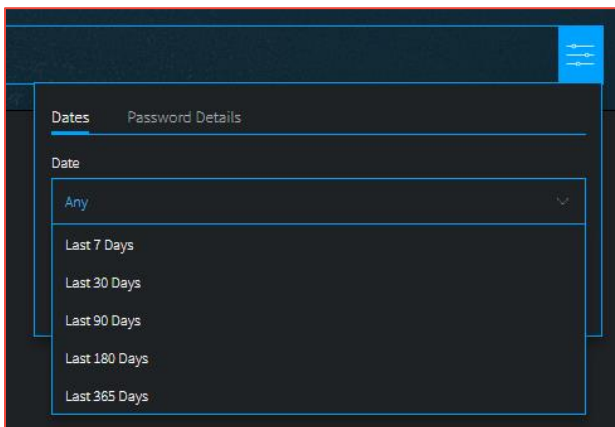 Dates Password Details
Date
Any
Last 7 Days
Last 30 Days
Last 90 Days
Last 180 Days
Last 365 Days